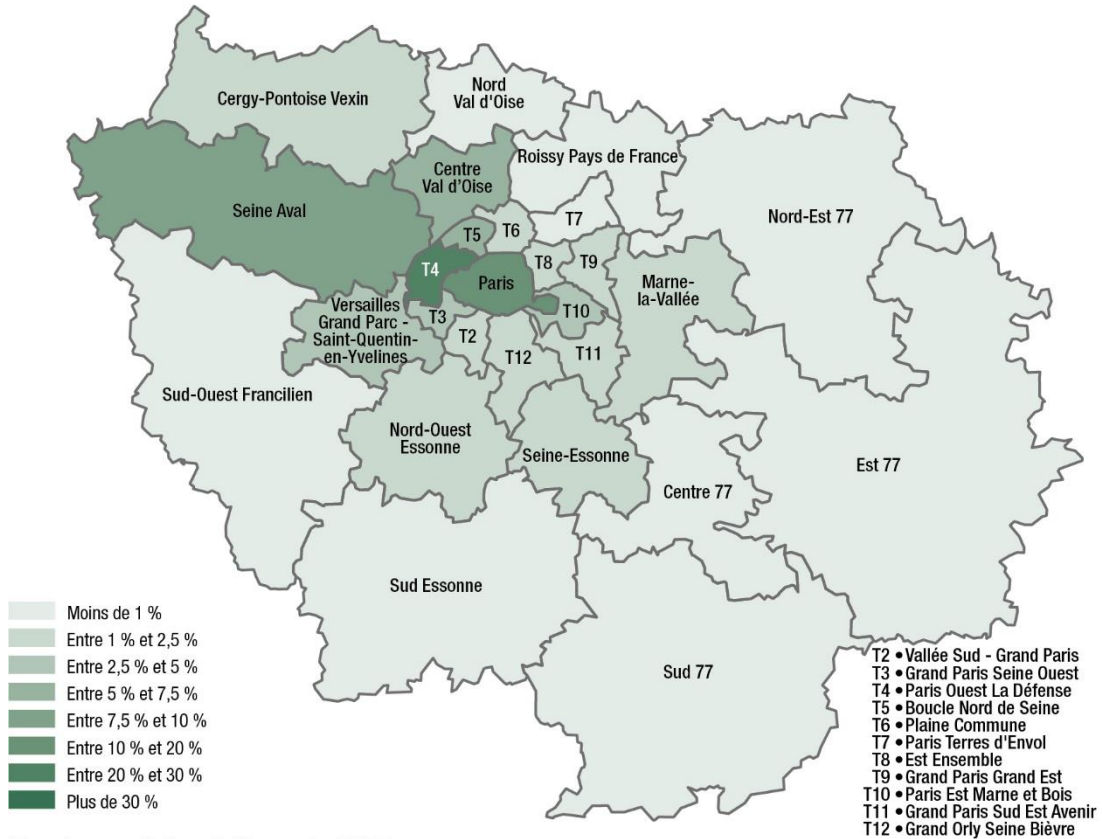 Cergy-Pontoise Vexin
Nord
Val d'Oise
Roissy Pays de France
Centre
Val d'Oise
Seine Aval
Nord-Est 77
T5
T6
T7
T4
Paris
T8
T9
Marne-
la-Vallée
T10
Versailles
Grand Parc -
Saint-Quentin-
en-Yvelines
T3
T2
T12
T11
Sud-Ouest Francilien
Nord-Ouest
Essonne
Seine-Essonne
Est 77
Centre 77
Sud Essonne
Sud 77
Moins de 1 %
Entre 1 % et 2,5 %
Entre 2,5 % et 5 %
Entre 5 % et 7,5 %
Entre 7,5 % et 10 %
Entre 10 % et 20 %
Entre 20 % et 30 %
Plus de 30 %
T2 • Vallée Sud - Grand Paris
T3 • Grand Paris Seine Ouest
T4 • Paris Ouest La Défense
T5 • Boucle Nord de Seine
T6 • Plaine Commune
T7 • Paris Terres d'Envol
T8 • Est Ensemble
T9 • Grand Paris Grand Est
T10 • Paris Est Marne et Bois
T11 • Grand Paris Sud Est Avenir
T12 • Grand Orly Seine Bièvre